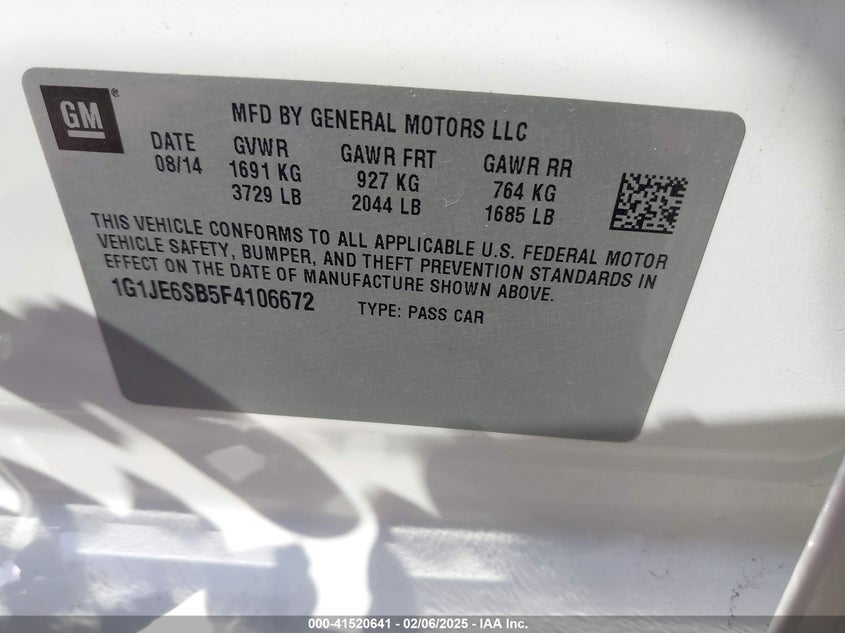 GM
MFD BY GENERAL MOTORS LLC
DATE GVWR GAWR FRT GAWR RR
08/14 1691 KG 927 KG 764 KG
3729 LB 2044 LB 1685 LB
THIS VEHICLE CONFORMS TO ALL APPLICABLE U.S. FEDERAL MOTOR
VEHICLE SAFETY, BUMPER, AND THEFT PREVENTION STANDARDS IN
EFFECT ON THE DATE OF MANUFACTURE SHOWN ABOVE.
1G1JE6SB5F4106672 TYPE: PASS CAR
000-41520641 - 02/06/2025 - IAA Inc.